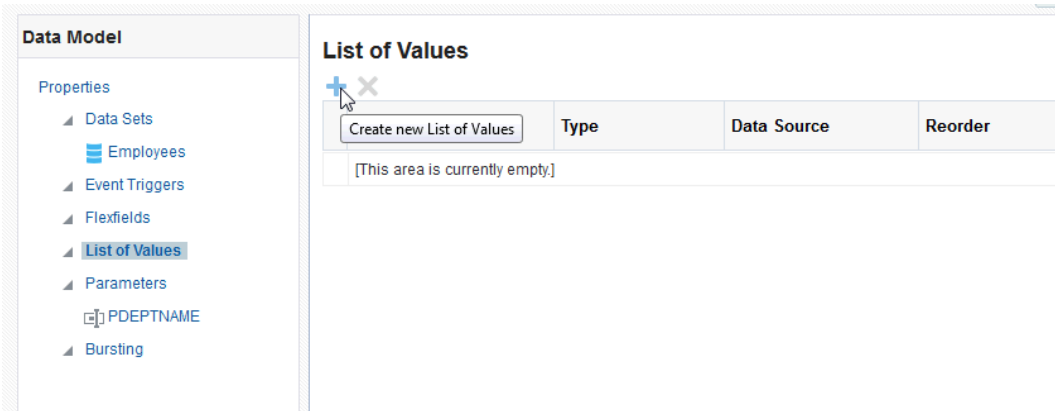 Data Model
Properties
Data Sets
Employees
Event Triggers
Flexfields
List of Values
Parameters
PDEPTNAME
Bursting
List of Values
Create new List of Values
Type Data Source Reorder
[This area is currently empty.]